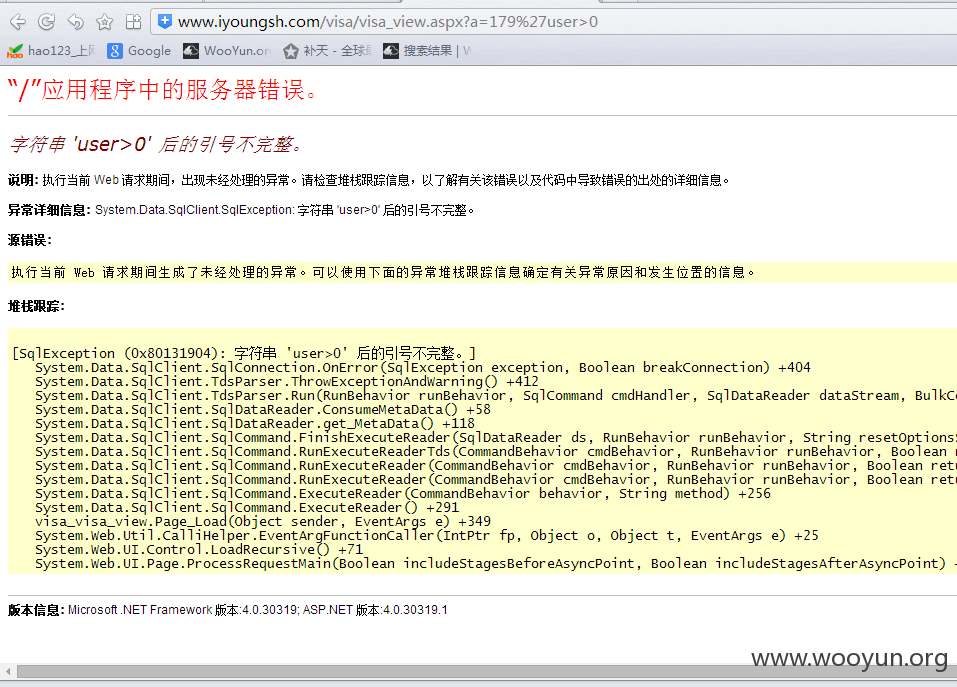 www.iyoungsh.com/visa/visa_view.aspx?a=179%27user>0
hao123_上网 Google WooYun.or 补天 - 全球 搜索结果 | W
“/”应用程序中的服务器错误。
字符串 'user>0' 后的引号不完整。
说明: 执行当前 Web 请求期间，出现未经处理的异常。请检查堆栈跟踪信息，以了解有关该错误以及代码中导致错误的出处的详细信息。
异常详细信息: System.Data.SqlClient.SqlException: 字符串 'user>0' 后的引号不完整。
源错误:
执行当前 Web 请求期间生成了未经处理的异常。可以使用下面的异常堆栈跟踪信息确定有关异常原因和发生位置的信息。
堆栈跟踪:
[SqlException (0x80131904): 字符串 'user>0' 后的引号不完整。]
System.Data.SqlClient.SqlConnection.OnError(SqlException exception, Boolean breakConnection) +404
System.Data.SqlClient.TdsParser.ThrowExceptionAndWarning() +412
System.Data.SqlClient.TdsParser.Run(RunBehavior runBehavior, SqlCommand cmdHandler, SqlDataReader dataStream, BulkCo
System.Data.SqlClient.SqlDataReader.ConsumeMetaData() +58
System.Data.SqlClient.SqlDataReader.get_MetaData() +118
System.Data.SqlClient.SqlCommand.FinishExecuteReader(SqlDataReader ds, RunBehavior runBehavior, String resetOptionsS
System.Data.SqlClient.SqlCommand.RunExecuteReaderTds(CommandBehavior cmdBehavior, RunBehavior runBehavior, Boolean r
System.Data.SqlClient.SqlCommand.RunExecuteReader(CommandBehavior cmdBehavior, RunBehavior runBehavior, Boolean retu
System.Data.SqlClient.SqlCommand.RunExecuteReader(CommandBehavior cmdBehavior, RunBehavior runBehavior, Boolean retu
System.Data.SqlClient.SqlCommand.ExecuteReader(CommandBehavior behavior, String method) +256
System.Data.SqlClient.SqlCommand.ExecuteReader() +291
visa_visa_view.Page_Load(Object sender, EventArgs e) +349
System.Web.Util.CalliHelper.EventArgFunctionCaller(IntPtr fp, Object o, Object t, EventArgs e) +25
System.Web.UI.Control.LoadRecursive() +71
System.Web.UI.Page.ProcessRequestMain(Boolean includeStagesBeforeAsyncPoint, Boolean includeStagesAfterAsyncPoint) +
版本信息: Microsoft .NET Framework 版本:4.0.30319; ASP.NET 版本:4.0.30319.1
www.wooyun.org